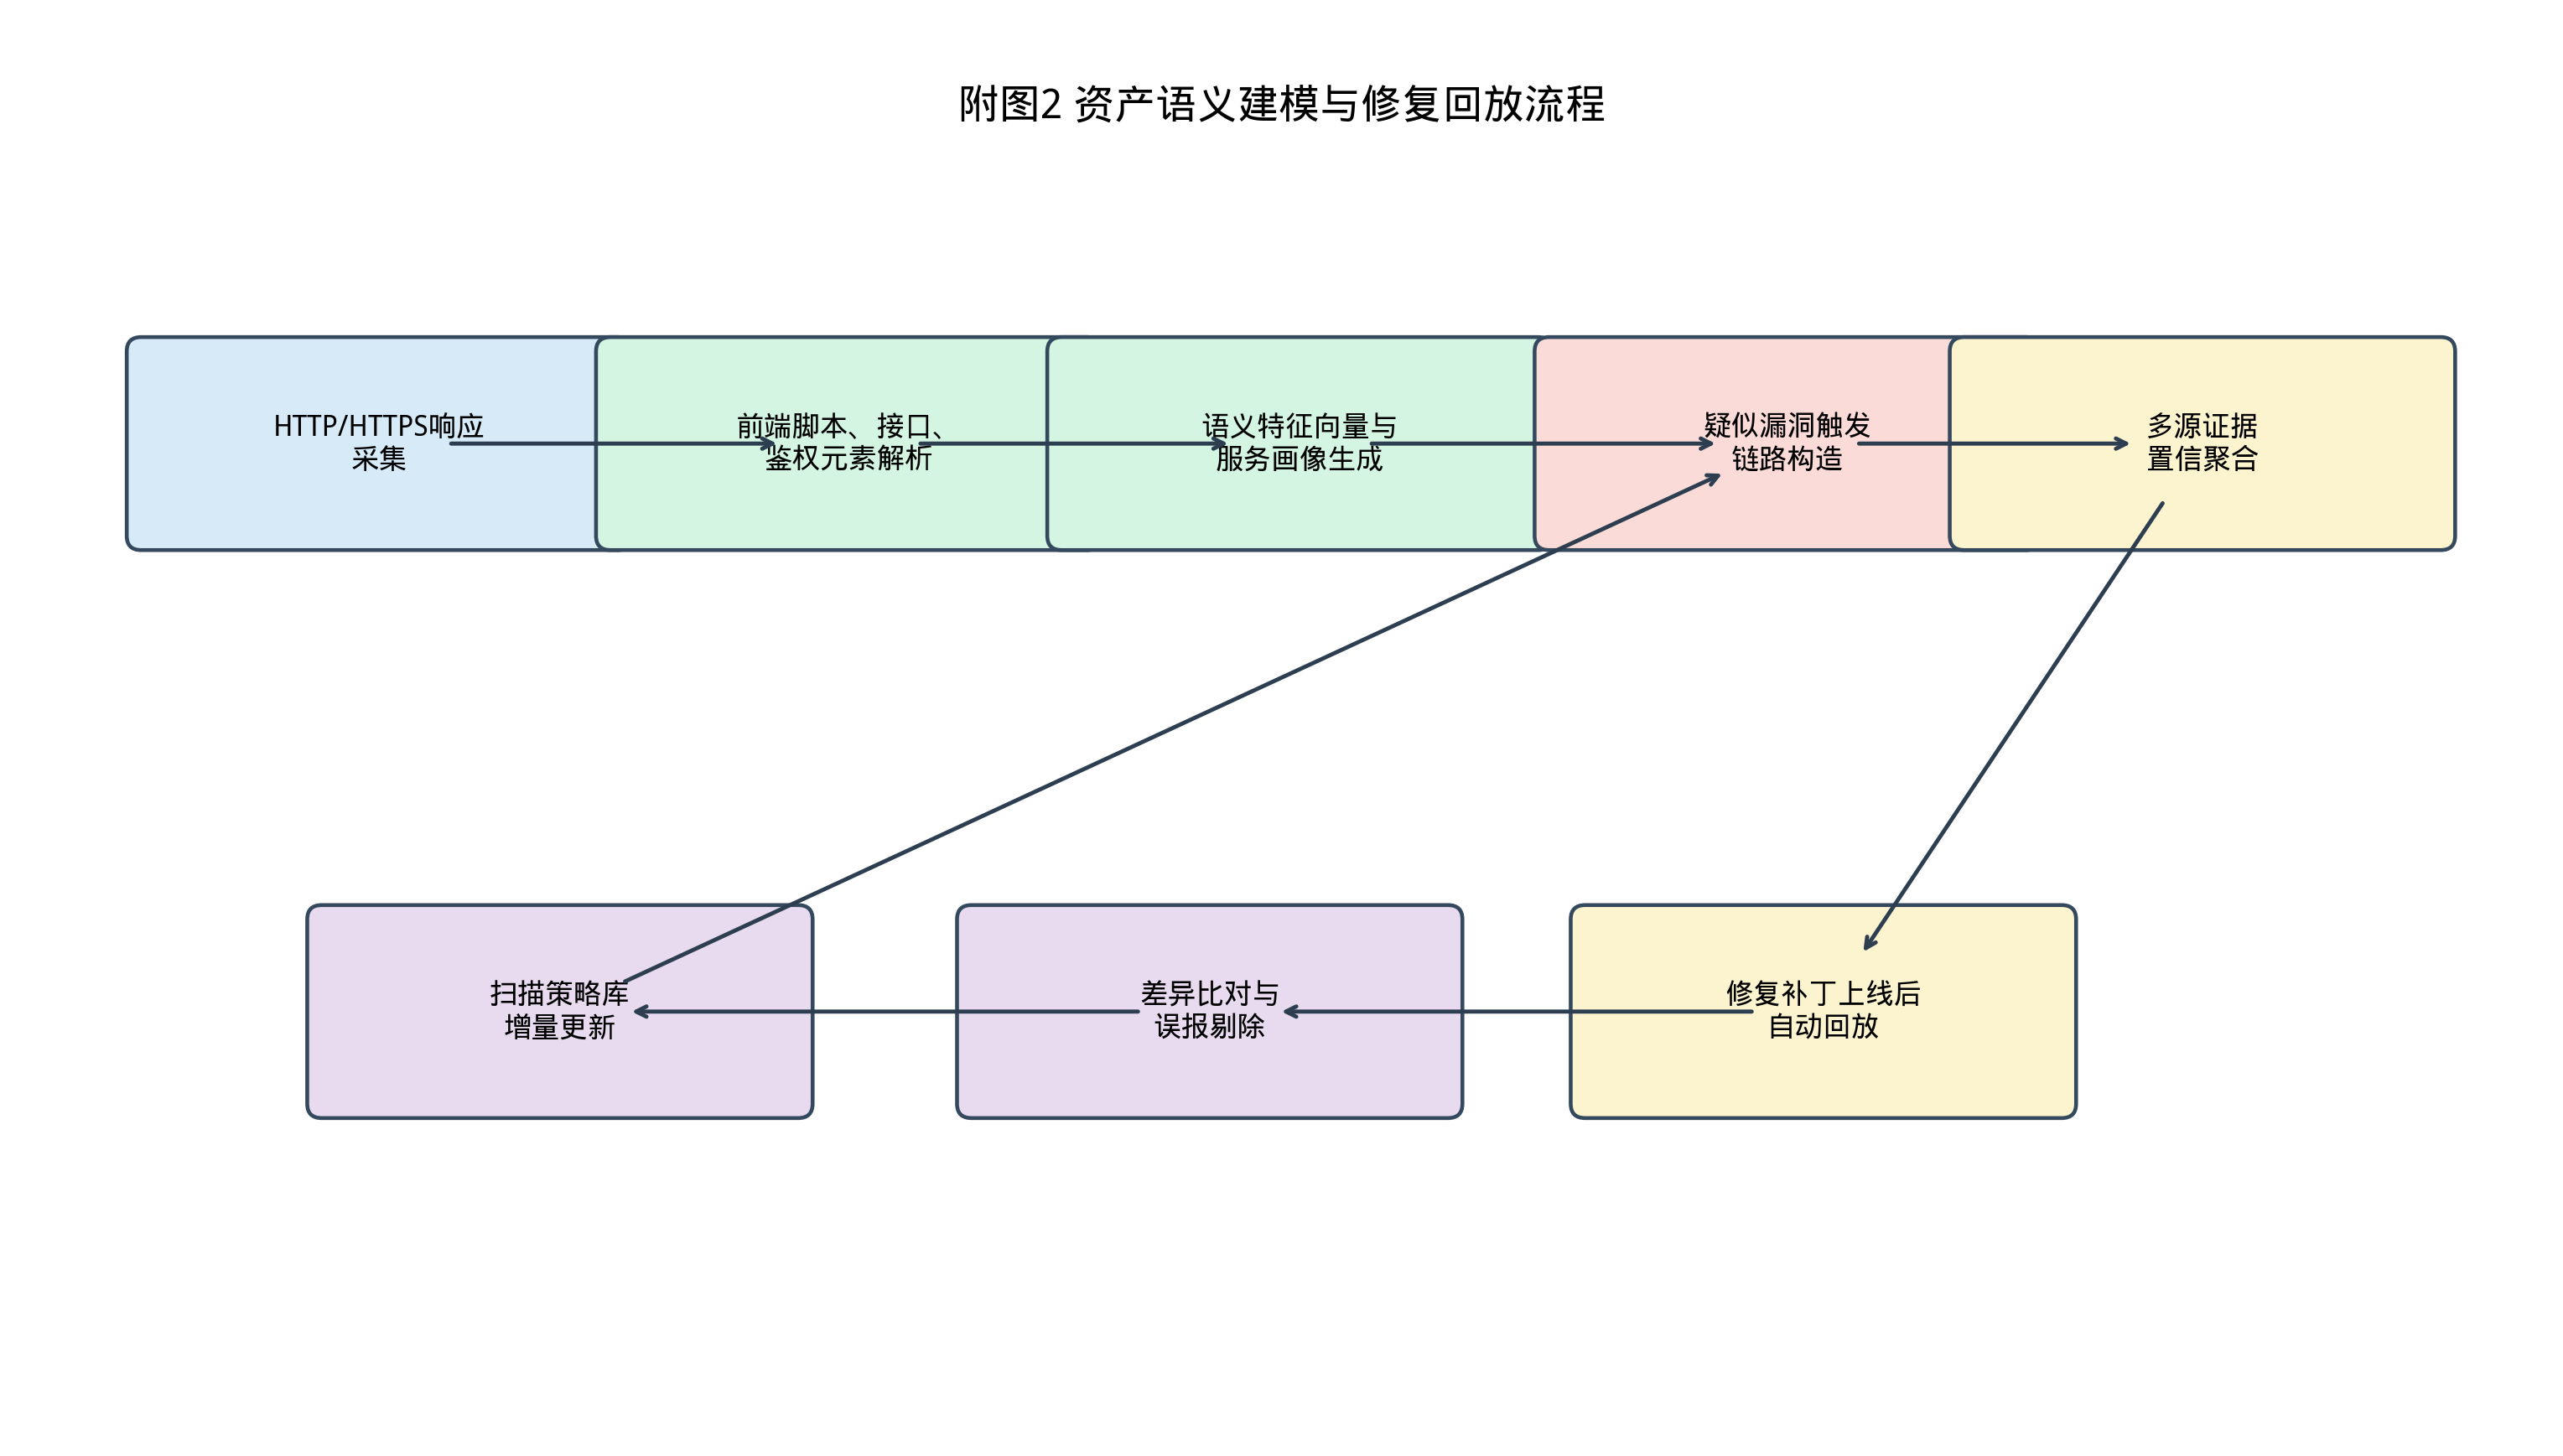 附图2 资产语义建模与修复回放流程
HTTP/HTTPS响应
采集
前端脚本、接口、
鉴权元素解析
语义特征向量与
服务画像生成
疑似漏洞触发
链路构造
多源证据
置信聚合
扫描策略库
增量更新
差异比对与
误报剔除
修复补丁上线后
自动回放